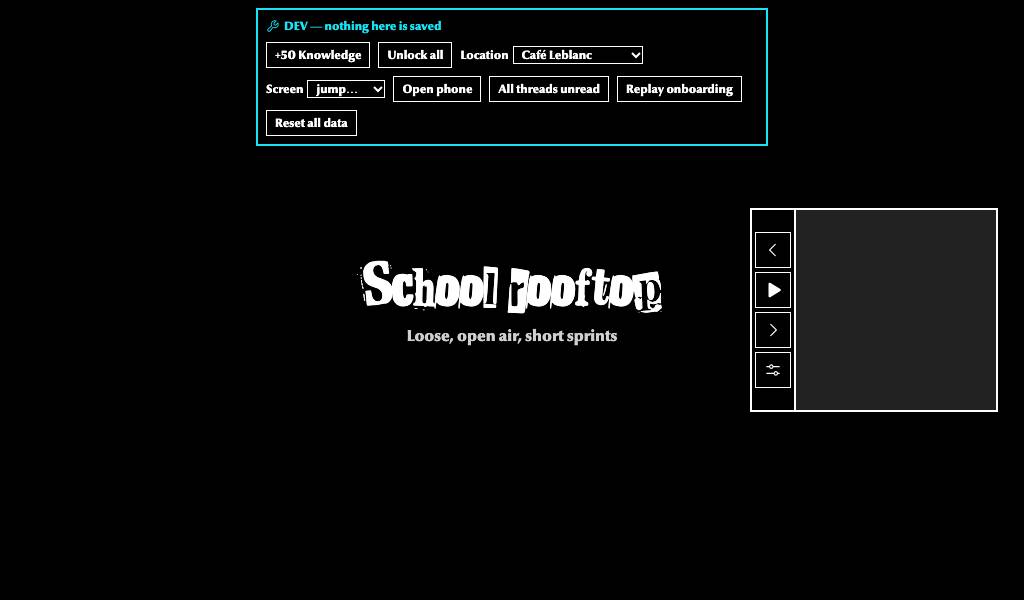 DEV — nothing here is saved
+50 Knowledge Unlock all Location Café Leblanc
Screen jump... Open phone All threads unread Replay onboarding
Reset all data
School rooftop
Loose, open air, short sprints